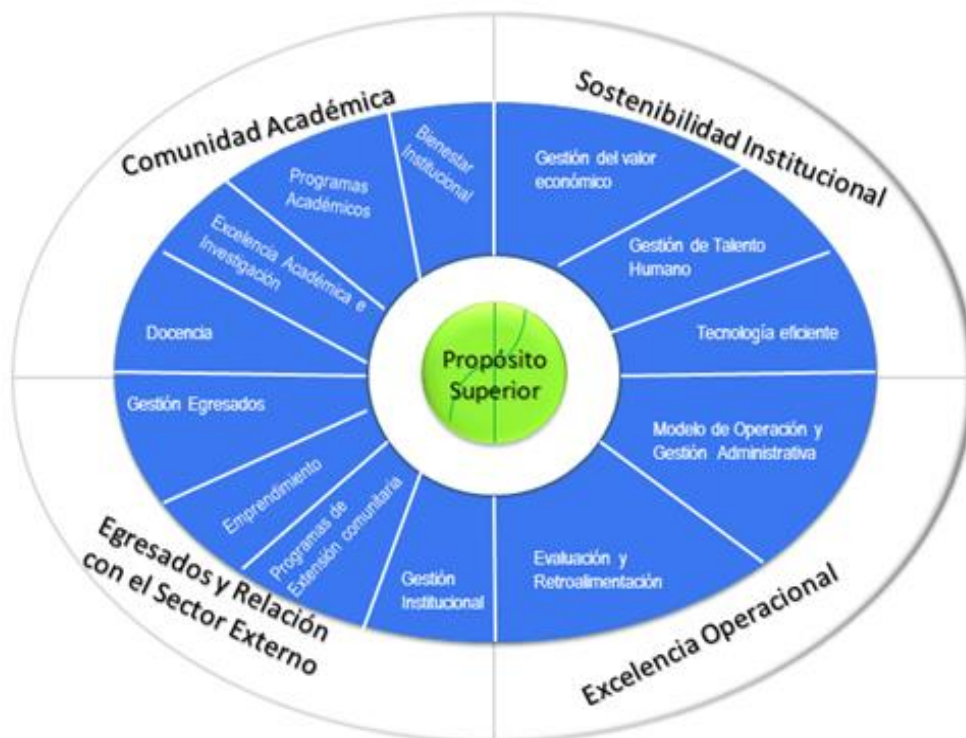 Comunidad Académica
Sostenibilidad Institucional
Bienestar
Institucional
Programas
Académicos
Excelencia Académica e
Investigación
Docencia
Gestión del valor
económico
Gestión de Talento
Humano
Tecnología eficiente
Propósito
Superior
Gestión Egresados
Emprendimiento
Programas de
Extensión comunitaria
Gestión
Institucional
Modelo de Operación y
Gestión Administrativa
Evaluación y
Retroalimentación
Egresados y Relación
con el Sector Externo
Excelencia Operacional